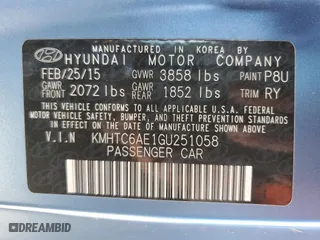 MANUFACTURED IN KOREA BY
HYUNDAI MOTOR COMPANY
FEB/25/15 GVWR 3858 lbs PAINT P8U
GAWR FRONT 2072 lbs GAWR REAR 1852 lbs TRIM RY
THIS VEHICLE CONFORMS TO ALL APPLICABLE U.S.A. FEDERAL MOTOR VEHICLE SAFETY, BUMPER, AND THEFT PREVENTION STANDARDS IN EFFECT ON THE DATE OF MANUFACTURE SHOWN ABOVE.
V.I.N KMHTC6AE1GU251058
PASSENGER CAR
DREAMBID